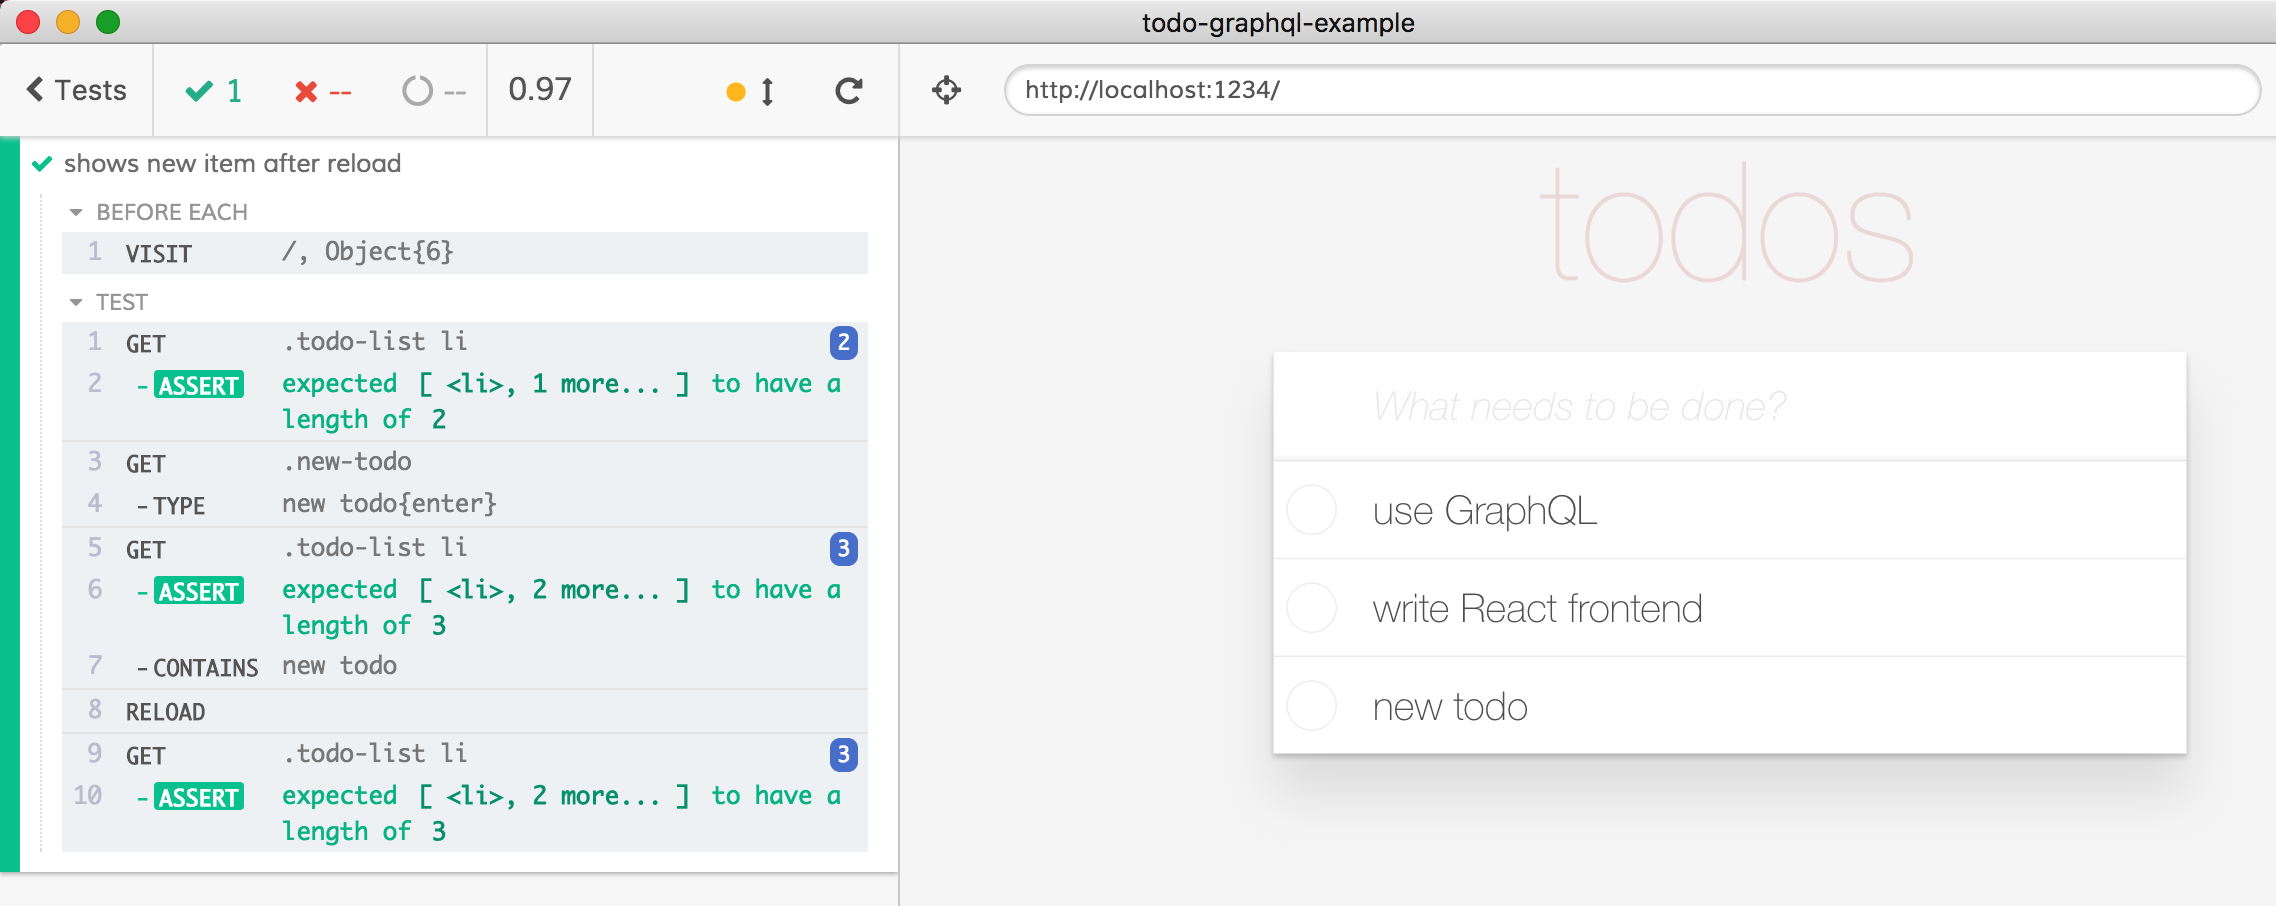 todo-graphql-example
Tests 1 -- -- 0.97
http://localhost:1234/
shows new item after reload
BEFORE EACH
1 VISIT /, Object{6}
TEST
1 GET .todo-list li 2
2 -ASSERT expected [ <li>, 1 more... ] to have a
length of 2
3 GET .new-todo
4 -TYPE new todo{enter}
5 GET .todo-list li 3
6 -ASSERT expected [ <li>, 2 more... ] to have a
length of 3
7 -CONTAINS new todo
8 RELOAD
9 GET .todo-list li 3
10 -ASSERT expected [ <li>, 2 more... ] to have a
length of 3
todos
What needs to be done?
use GraphQL
write React frontend
new todo